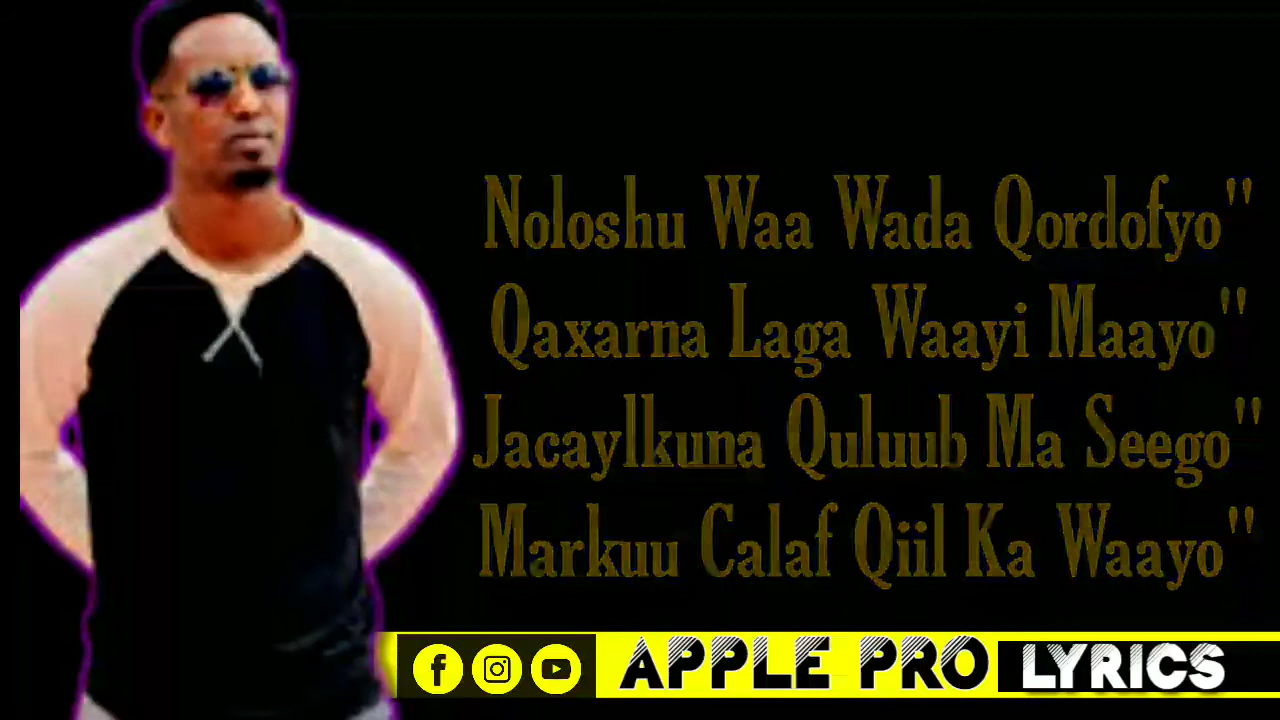 Noloshu Waa Wada Qordofyo"
Qaxarna Laga Waayi Maayo"
Jacaylkuna Quluub Ma Seego"
Markuu Calaf Qiil Ka Waayo"
APPLE PRO LYRICS